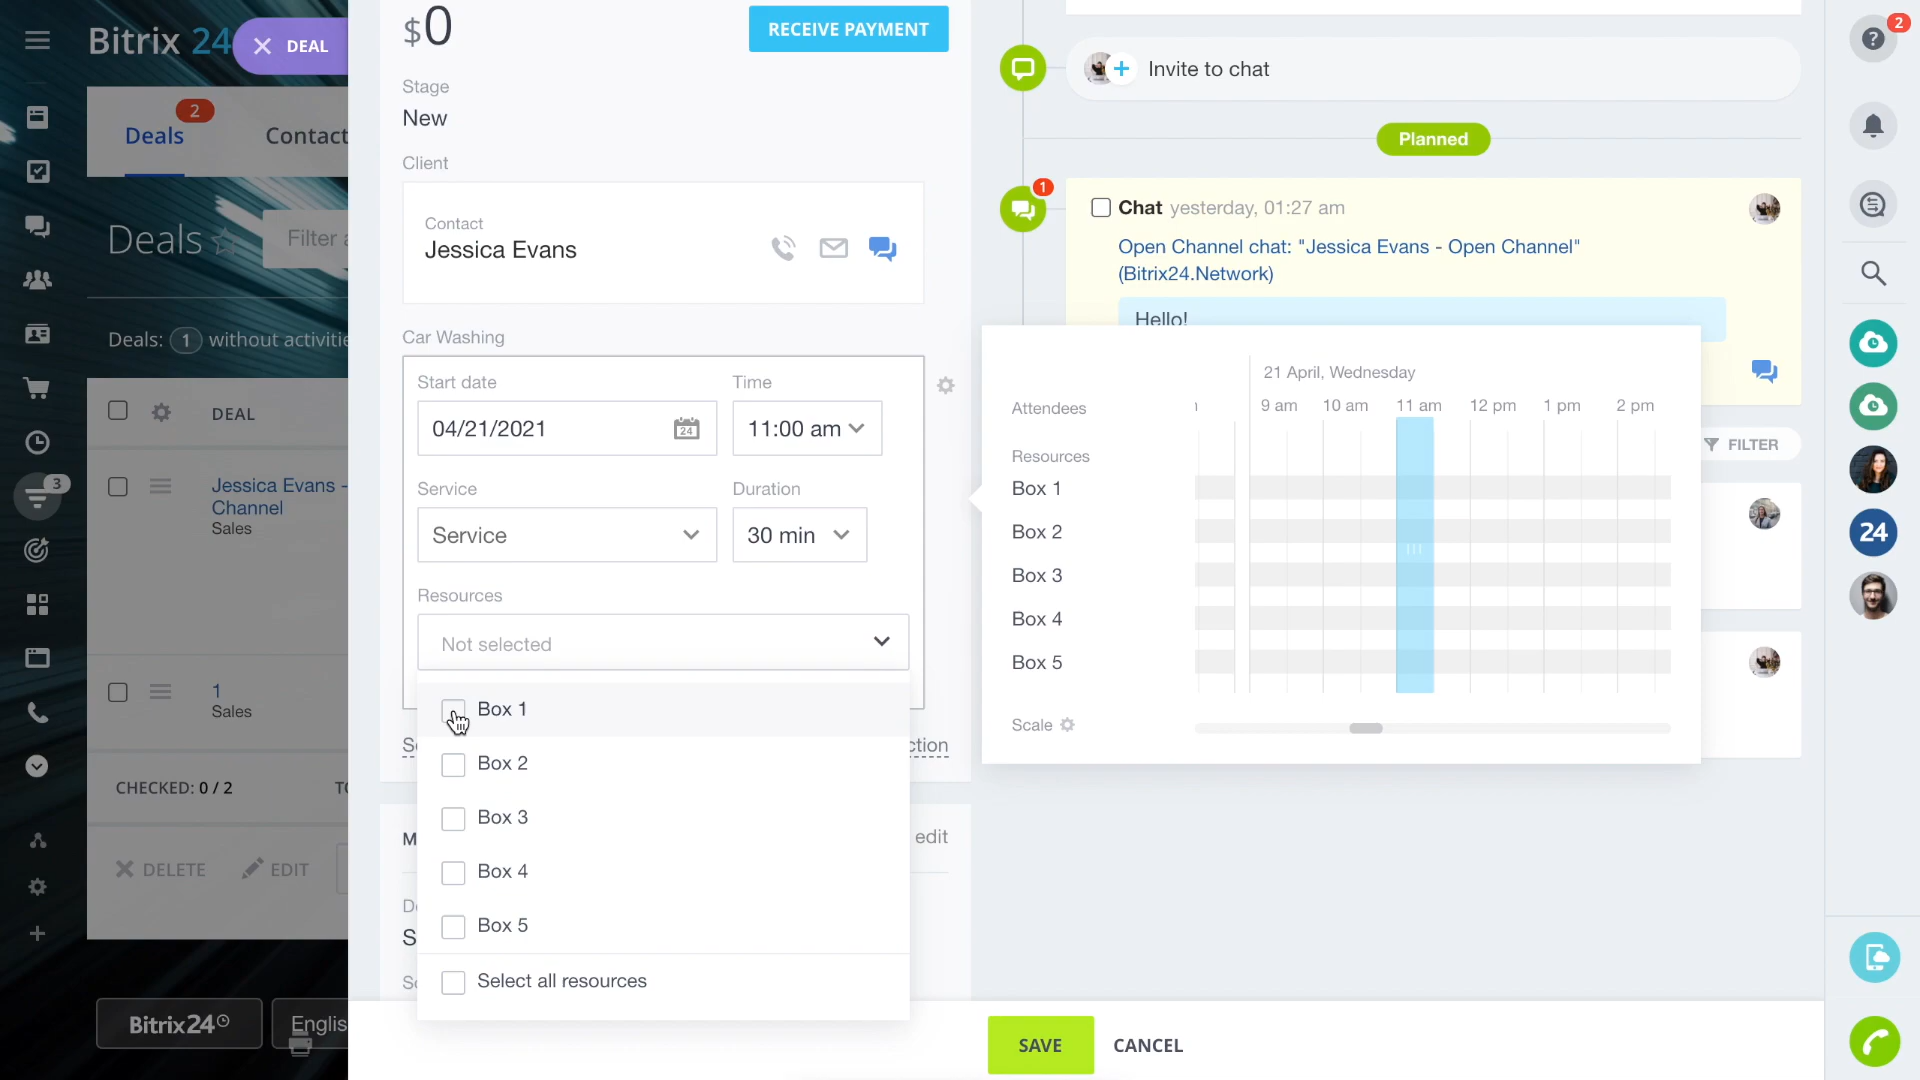 Bitrix 24
DEAL
2
Deals
Contact
Deals
Filter a
Deals: 1 without activitie
DEAL
Jessica Evans -
Channel
Sales
1
Sales
CHECKED: 0 / 2
DELETE
EDIT
Bitrix24
Englis
3
$0
RECEIVE PAYMENT
Stage
New
Client
Contact
Jessica Evans
Car Washing
Start date
Time
04/21/2021
24
11:00 am
Service
Duration
Service
30 min
Resources
Not selected
Box 1
Box 2
Box 3
Box 4
Box 5
Select all resources
ction
edit
SAVE
CANCEL
Invite to chat
Planned
1
Chat yesterday, 01:27 am
Open Channel chat: "Jessica Evans - Open Channel"
(Bitrix24.Network)
Hello!
21 April, Wednesday
Attendees
9 am 10 am 11 am 12 pm 1 pm 2 pm
Resources
Box 1
Box 2
Box 3
Box 4
Box 5
Scale
FILTER
2
?
24